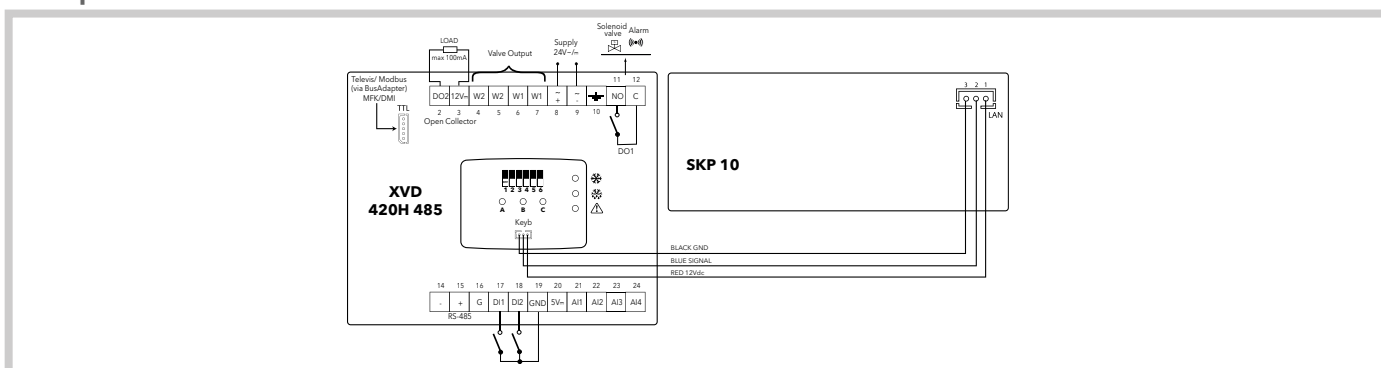 LOAD
max 100mA
Valve Output
Supply
24V~/⎓
Solenoid
valve
Alarm
Televis/ Modbus
(via BusAdapter)
MFK/DMI
TTL
11 12
DO2 12V⎓ W2 W2 W1 W1 ~ + ~ - NO C
2 3 4 5 6 7 8 9 10
Open Collector
DO1
3 2 1
LAN
SKP 10
XVD
420H 485
1 2 3 4 5 6
A B C
Keyb
BLACK GND
BLUE SIGNAL
RED 12Vdc
14 15 16 17 18 19 20 21 22 23 24
- + G DI1 DI2 GND 5V⎓ AI1 AI2 AI3 AI4
RS-485